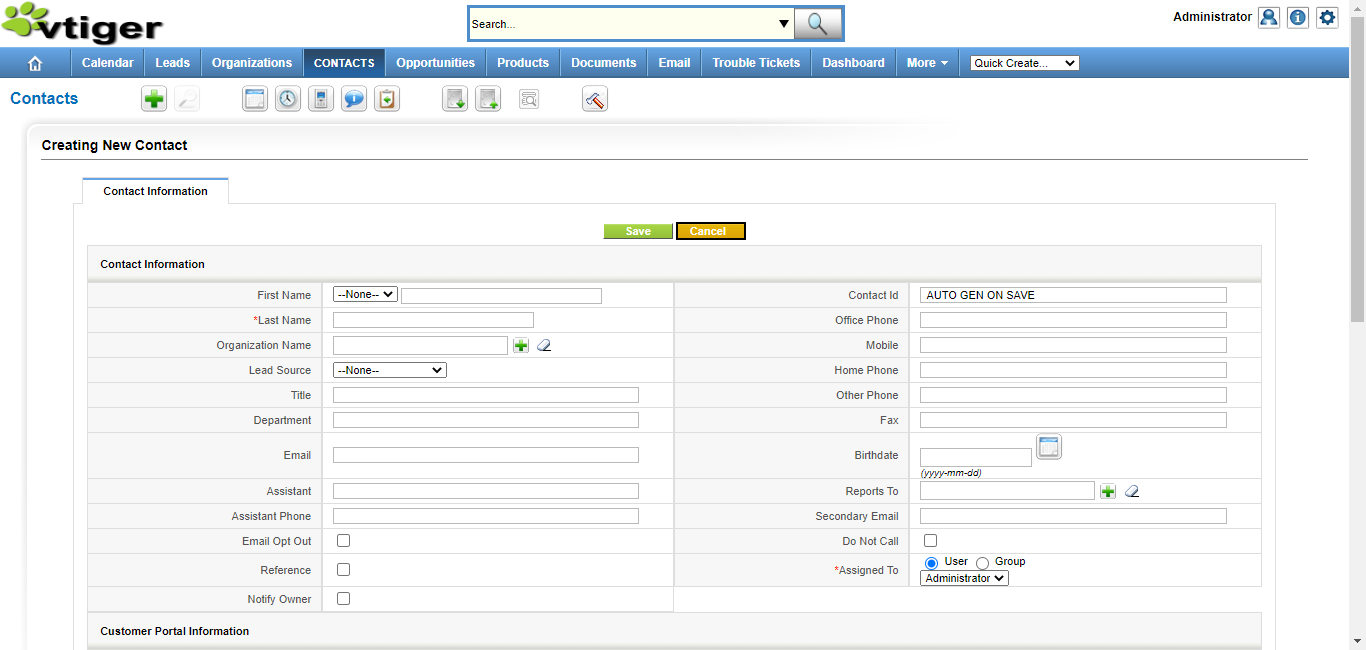 vtiger
Search...
Administrator
Calendar Leads Organizations CONTACTS Opportunities Products Documents Email Trouble Tickets Dashboard More Quick Create...
Contacts
Creating New Contact
Contact Information
Save Cancel
Contact Information
First Name --None-- Contact Id AUTO GEN ON SAVE
*Last Name Office Phone
Organization Name Mobile
Lead Source --None-- Home Phone
Title Other Phone
Department Fax
Email Birthdate
(yyyy-mm-dd)
Assistant Reports To
Assistant Phone Secondary Email
Email Opt Out Do Not Call
Reference *Assigned To User Group
Administrator
Notify Owner
Customer Portal Information